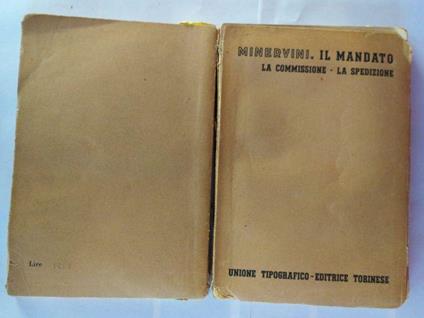 MINERVINI. IL MANDATO
LA COMMISSIONE - LA SPEDIZIONE
UNIONE TIPOGRAFICO-EDITRICE TORINESE
Lire